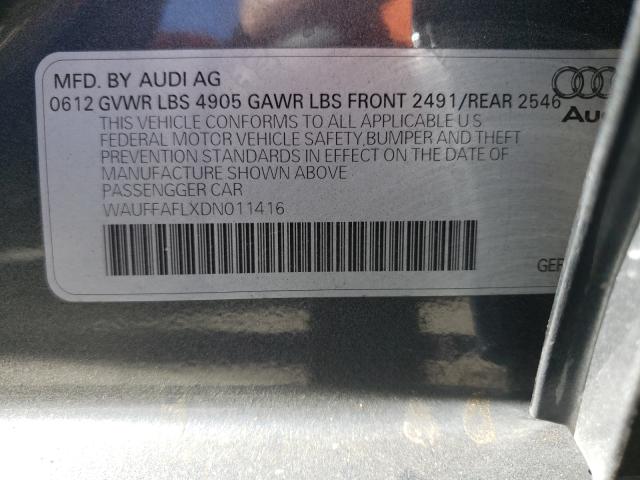 MFD. BY AUDI AG
0612 GVWR LBS 4905 GAWR LBS FRONT 2491/REAR 2546
THIS VEHICLE CONFORMS TO ALL APPLICABLE U S
FEDERAL MOTOR VEHICLE SAFETY,BUMPER AND THEFT
PREVENTION STANDARDS IN EFFECT ON THE DATE OF
MANUFACTURE SHOWN ABOVE
PASSENGGER CAR
WAUFFAFLXDN011416